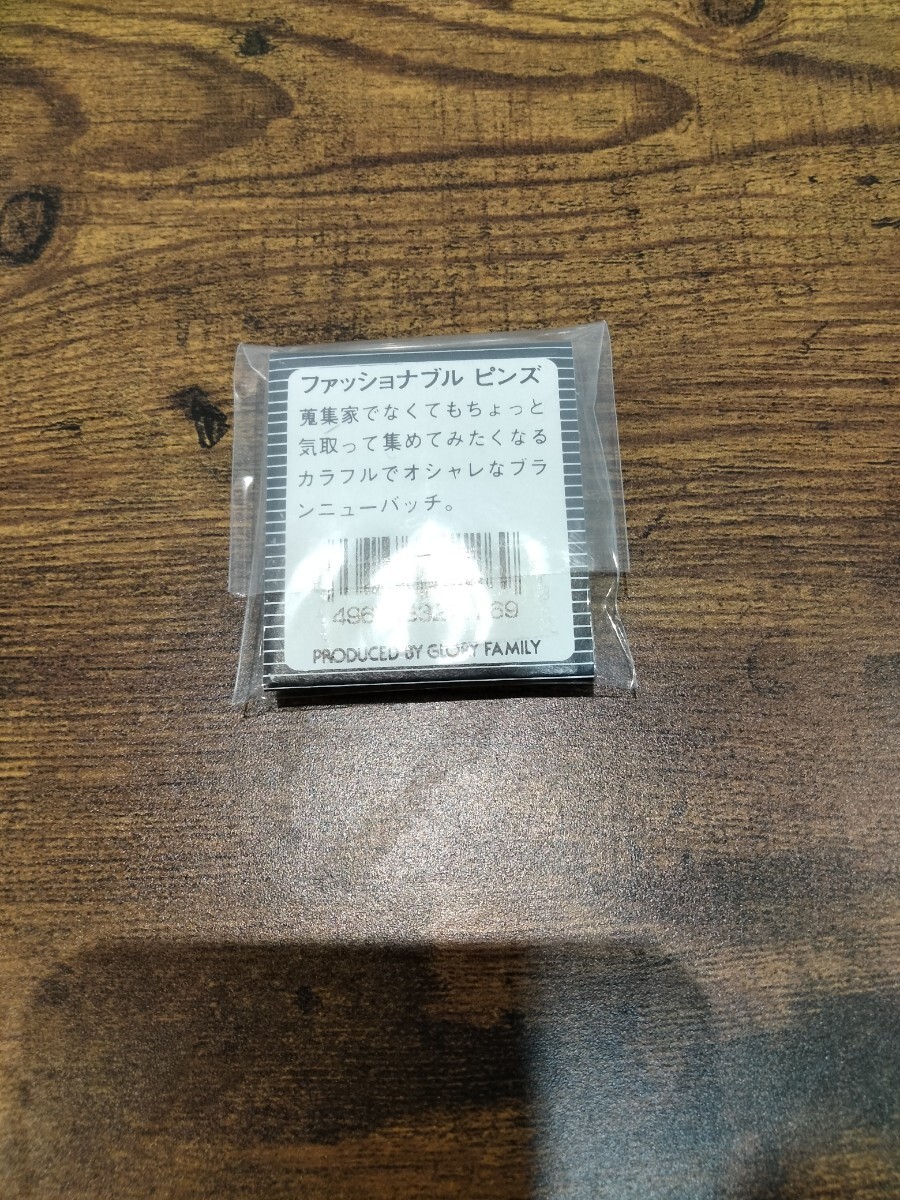 ファッショナブル ピンズ
蒐集家でなくてもちょっと
気取って集めてみたくなる
カラフルでオシャレなブラ
ンニューバッチ。
PRODUCED BY GLORY FAMILY